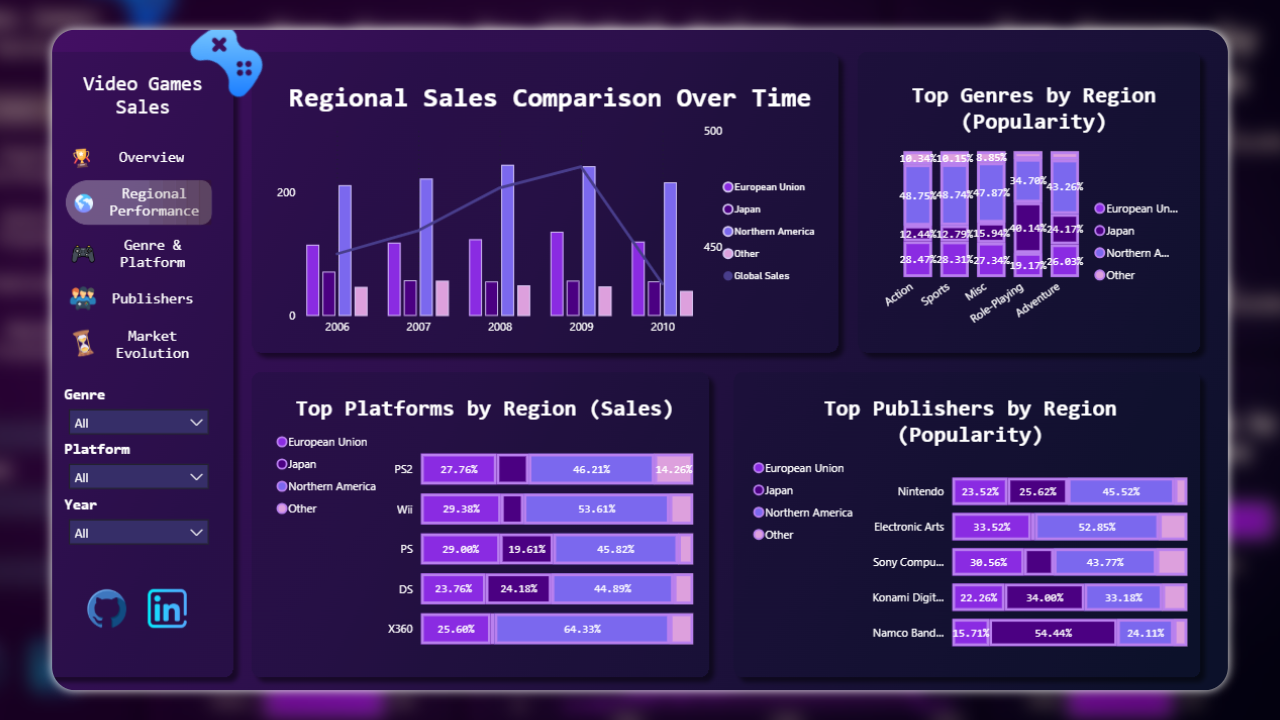 Video Games
Sales
Overview
Regional
Performance
Genre &
Platform
Publishers
Market
Evolution
Genre
All
Platform
All
Year
All
in
Regional Sales Comparison Over Time
500
200
450
0
2006
2007
2008
2009
2010
European Union
Japan
Northern America
Other
Global Sales
Top Genres by Region
(Popularity)
10.34%
10.15%
8.85%
48.75%
48.74%
47.87%
34.70%
43.26%
12.44%
12.79%
15.94%
40.14%
24.17%
28.47%
28.31%
27.34%
19.17%
26.03%
Action
Sports
Misc
Role-Playing
Adventure
European Un...
Japan
Northern A...
Other
Top Platforms by Region (Sales)
European Union
Japan
Northern America
Other
PS2 27.76% 46.21% 14.26%
Wii 29.38% 53.61%
PS 29.00% 19.61% 45.82%
DS 23.76% 24.18% 44.89%
X360 25.60% 64.33%
Top Publishers by Region
(Popularity)
European Union
Japan
Northern America
Other
Nintendo 23.52% 25.62% 45.52%
Electronic Arts 33.52% 52.85%
Sony Compu... 30.56% 43.77%
Konami Digit... 22.26% 34.00% 33.18%
Namco Band... 15.71% 54.44% 24.11%